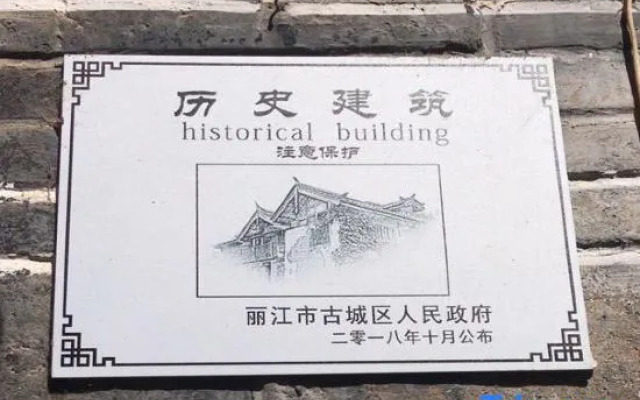 历史建筑
historical building
注意保护
丽江市古城区人民政府
二零一八年十月公布